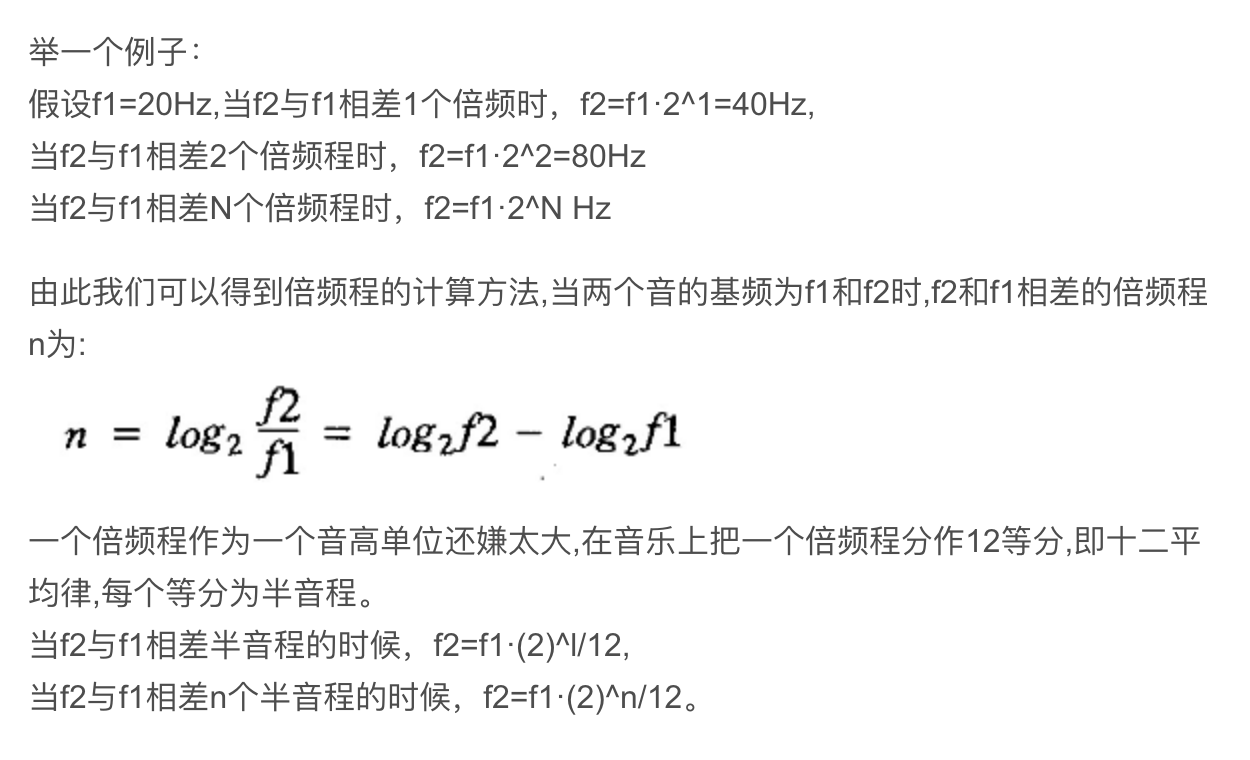 举一个例子：
假设f1=20Hz,当f2与f1相差1个倍频时，f2=f1·2^1=40Hz,
当f2与f1相差2个倍频程时，f2=f1·2^2=80Hz
当f2与f1相差N个倍频程时，f2=f1·2^N Hz
由此我们可以得到倍频程的计算方法,当两个音的基频为f1和f2时,f2和f1相差的倍频程
n为:
n = log₂ f2/f1 = log₂f2 − log₂f1
一个倍频程作为一个音高单位还嫌太大,在音乐上把一个倍频程分作12等分,即十二平
均律,每个等分为半音程。
当f2与f1相差半音程的时候，f2=f1·(2)^l/12,
当f2与f1相差n个半音程的时候，f2=f1·(2)^n/12。